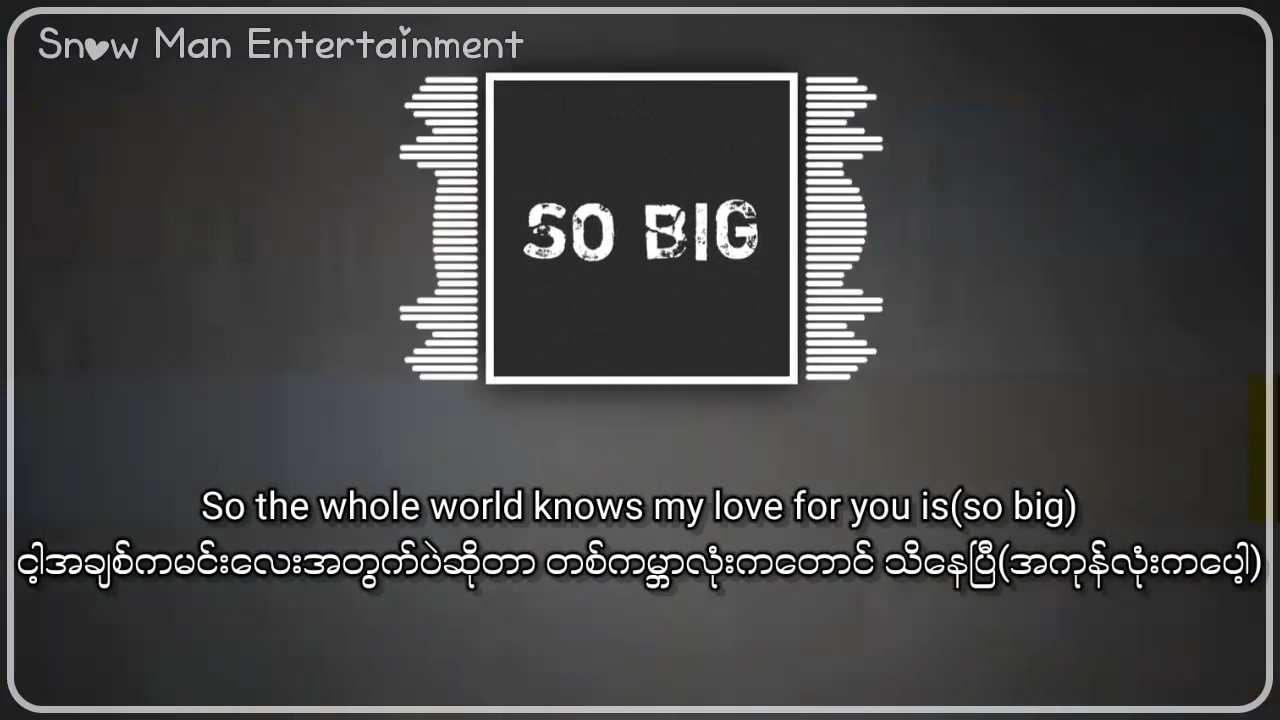 Snow Man Entertainment
SO BIG
So the whole world knows my love for you is(so big)
ငါ့အချစ်ကမင်းလေးအတွက်ပဲဆိုတာ တစ်ကမ္ဘာလုံးကတောင် သိနေပြီ(အကုန်လုံးကပေါ့)